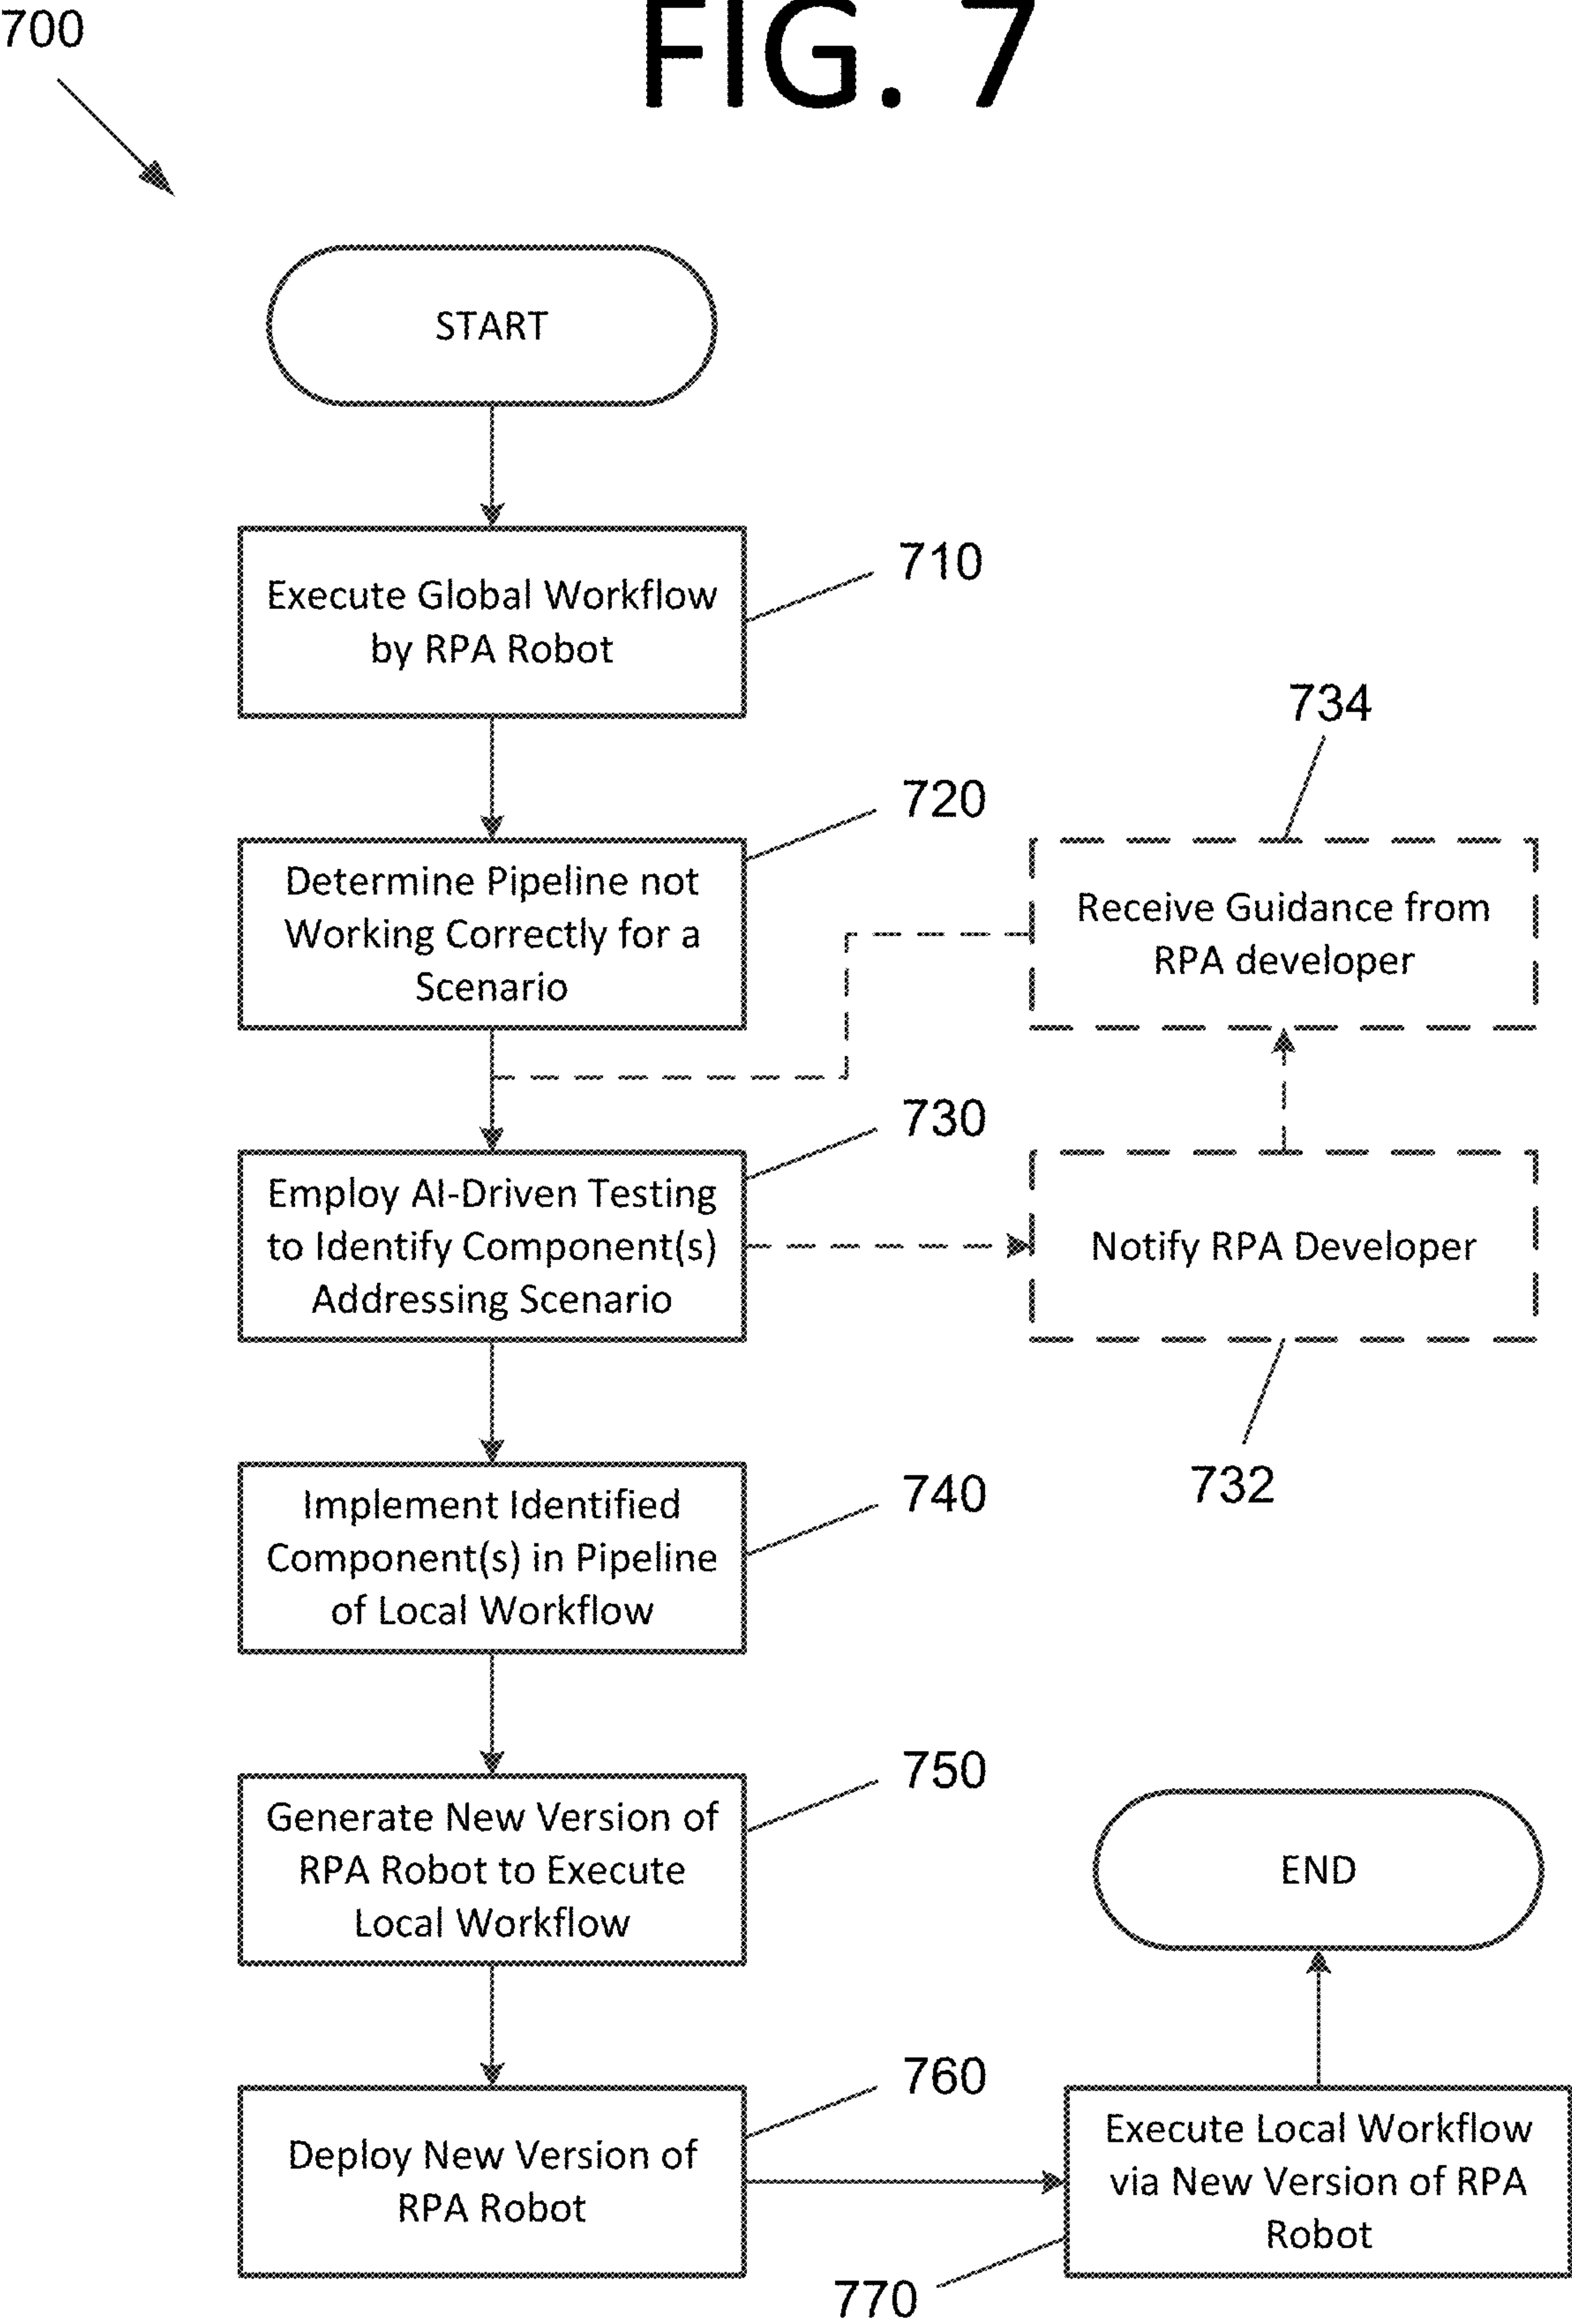 700
FIG. 7
START
Execute Global Workflow
by RPA Robot
710
Determine Pipeline not
Working Correctly for a
Scenario
720
734
Receive Guidance from
RPA developer
Employ AI-Driven Testing
to Identify Component(s)
Addressing Scenario
730
Notify RPA Developer
732
Implement Identified
Component(s) in Pipeline
of Local Workflow
740
Generate New Version of
RPA Robot to Execute
Local Workflow
750
END
Deploy New Version of
RPA Robot
760
Execute Local Workflow
via New Version of RPA
Robot
770